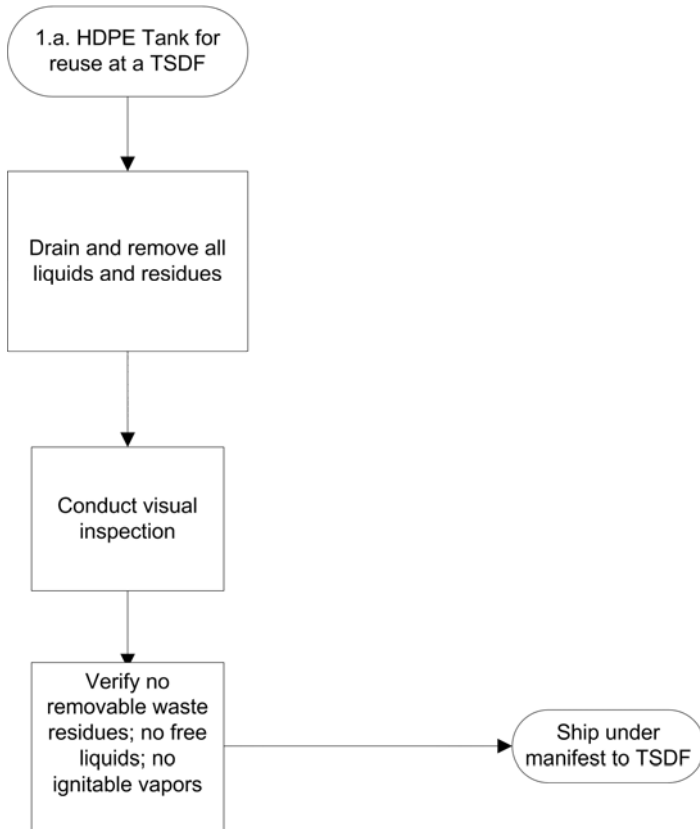 1.a. HDPE Tank for
reuse at a TSDF
Drain and remove all
liquids and residues
Conduct visual
inspection
Verify no
removable waste
residues; no free
liquids; no
ignitable vapors
Ship under
manifest to TSDF